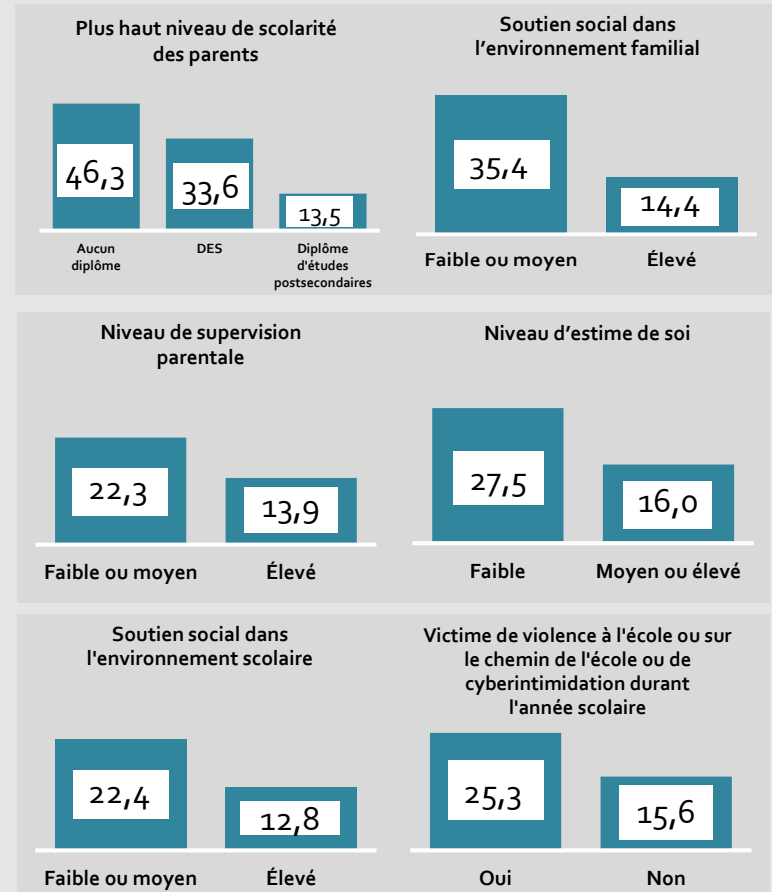 Plus haut niveau de scolarité
des parents
46,3
33,6
13,5
Aucun
diplôme
DES
Diplôme
d'études
postsecondaires
Soutien social dans
l’environnement familial
35,4
14,4
Faible ou moyen
Élevé
Niveau de supervision
parentale
22,3
13,9
Faible ou moyen
Élevé
Niveau d’estime de soi
27,5
16,0
Faible
Moyen ou élevé
Soutien social dans
l'environnement scolaire
22,4
12,8
Faible ou moyen
Élevé
Victime de violence à l'école ou sur
le chemin de l'école ou de
cyberintimidation durant
l'année scolaire
25,3
15,6
Oui
Non